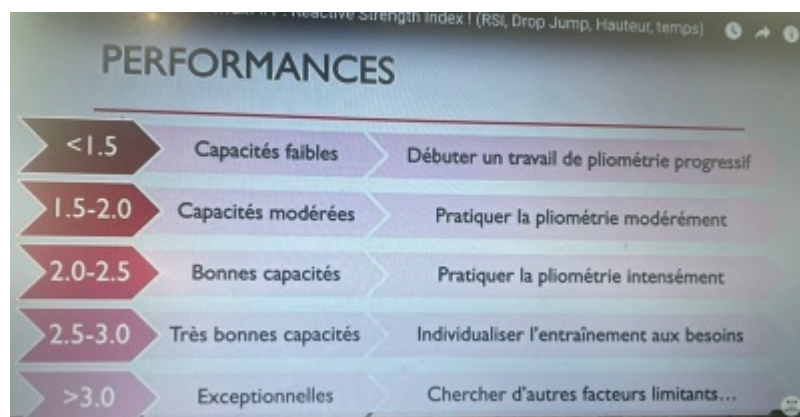 Reactive Strength Index ! (RSI, Drop Jump, Hauteur, temps)
PERFORMANCES
<1.5 Capacités faibles Débuter un travail de pliométrie progressif
1.5-2.0 Capacités modérées Pratiquer la pliométrie modérément
2.0-2.5 Bonnes capacités Pratiquer la pliométrie intensément
2.5-3.0 Très bonnes capacités Individualiser l'entraînement aux besoins
>3.0 Exceptionnelles Chercher d'autres facteurs limitants...